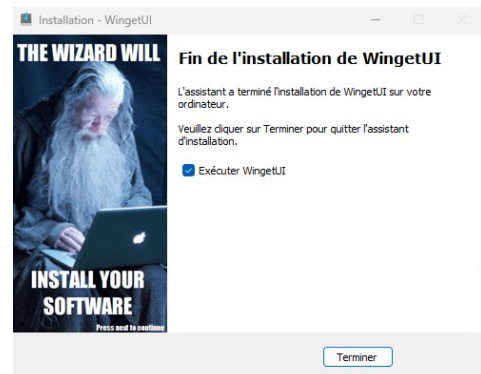 Installation - WingetUI
THE WIZARD WILL
INSTALL YOUR
SOFTWARE
Press next to continue
Fin de l'installation de WingetUI
L'assistant a terminé l'installation de WingetUI sur votre
ordinateur.
Veuillez cliquer sur Terminer pour quitter l'assistant
d'installation.
Exécuter WingetUI
Terminer